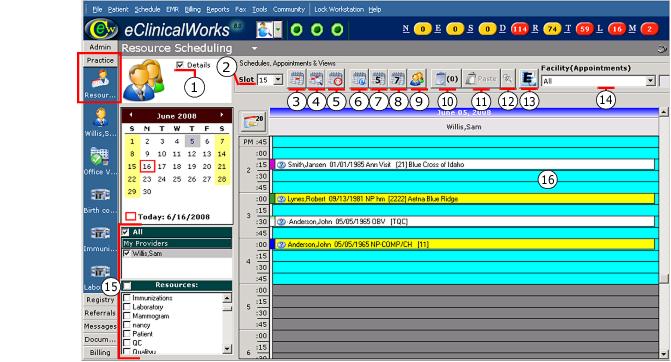 File Patient Schedule EMR Billing Reports Fax Tools Community Lock Workstation Help
eClinicalWorks 8.0
N 0 E 0 S 0 D 114 R 74 T 59 L 16 M 2
Admin
Resource Scheduling
Practice
Details
1
2
Schedules, Appointments & Views
Slot 15
5
7
(0)
Paste
Facility(Appointments)
All
3
4
5
6
7
8
9
10
11
12
13
14
Resour...
Willis,S...
Office V...
Birth co...
Immuni...
Registry
Referrals
Messages
Docum...
Billing
June 2008
S M T W T F S
1 2 3 4 5 6 7
8 9 10 11 12 13 14
15 16 17 18 19 20 21
22 23 24 25 26 27 28
29 30
Today: 6/16/2008
All
My Providers
Willis,Sam
15
Resources:
Immunizations
Laboratory
Mammogram
nancy
Patient
QC
20
June 05, 2008
Willis,Sam
PM :45
:00
2 :15 Smith,Jansen 01/01/1985 Ann Visit [21] Blue Cross of Idaho
:30
16
:45
:00 Lynes,Robert 09/13/1981 NP hm [2222] Aetna Blue Ridge
3 :15
:30 Anderson,John 05/05/1965 OBV [TQC]
:45
:00 Anderson,John 05/05/1965 NP COMP/CH [11]
4 :15
:30
:45
:00
5 :15
:30
:45
:00
6 :15
:30